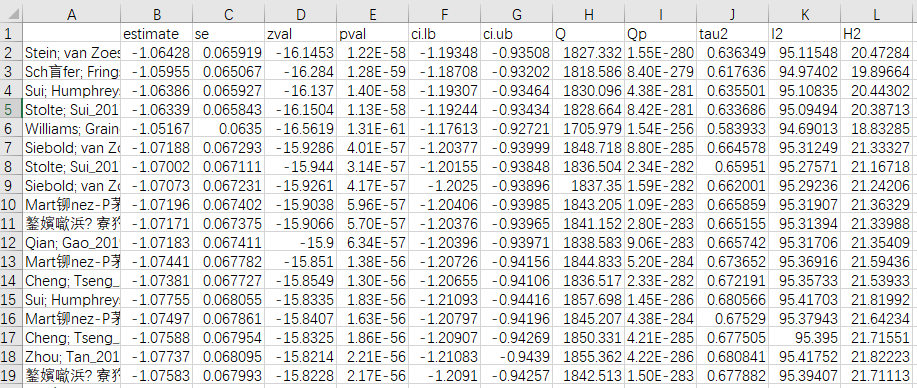 A B C D E F G H I J K L
1 estimate se zval pval ci.lb ci.ub Q Qp tau2 I2 H2
2 Stein; van Zoes -1.06428 0.065919 -16.1453 1.22E-58 -1.19348 -0.93508 1827.332 1.55E-280 0.636349 95.11548 20.47284
3 Sch盲fer; Frings -1.05955 0.065067 -16.284 1.28E-59 -1.18708 -0.93202 1818.586 8.40E-279 0.617636 94.97402 19.89664
4 Sui; Humphrey -1.06386 0.065927 -16.137 1.40E-58 -1.19307 -0.93464 1830.096 4.38E-281 0.635501 95.10835 20.44302
5 Stolte; Sui_201 -1.06339 0.065843 -16.1504 1.13E-58 -1.19244 -0.93434 1828.664 8.42E-281 0.633686 95.09494 20.38713
6 Williams; Grain -1.05167 0.0635 -16.5619 1.31E-61 -1.17613 -0.92721 1705.979 1.54E-256 0.583933 94.69013 18.83285
7 Siebold; van Zo -1.07188 0.067293 -15.9286 4.01E-57 -1.20377 -0.93999 1848.718 8.80E-285 0.664578 95.31249 21.33327
8 Stolte; Sui_201 -1.07002 0.067111 -15.944 3.14E-57 -1.20155 -0.93848 1836.504 2.34E-282 0.65951 95.27571 21.16718
9 Siebold; van Zo -1.07073 0.067231 -15.9261 4.17E-57 -1.2025 -0.93896 1837.35 1.59E-282 0.662001 95.29236 21.24206
10 Mart铆nez-P茅 -1.07196 0.067402 -15.9038 5.96E-57 -1.20406 -0.93985 1843.205 1.09E-283 0.665859 95.31907 21.36329
11 -1.07171 0.067375 -15.9066 5.70E-57 -1.20376 -0.93965 1841.152 2.80E-283 0.665155 95.31394 21.33988
12 Qian; Gao_201 -1.07183 0.067411 -15.9 6.34E-57 -1.20396 -0.93971 1838.583 9.06E-283 0.665742 95.31706 21.35409
13 Mart铆nez-P茅 -1.07441 0.067782 -15.851 1.38E-56 -1.20726 -0.94156 1844.833 5.20E-284 0.673652 95.36916 21.59436
14 Cheng; Tseng_ -1.07381 0.067727 -15.8549 1.30E-56 -1.20655 -0.94106 1836.517 2.33E-282 0.672191 95.35733 21.53933
15 Sui; Humphrey -1.07755 0.068055 -15.8335 1.83E-56 -1.21093 -0.94416 1857.698 1.45E-286 0.680566 95.41703 21.81992
16 Mart铆nez-P茅 -1.07497 0.067861 -15.8407 1.63E-56 -1.20797 -0.94196 1845.207 4.38E-284 0.67529 95.37943 21.64234
17 Cheng; Tseng_ -1.07588 0.067954 -15.8325 1.86E-56 -1.20907 -0.94269 1850.331 4.21E-285 0.677505 95.395 21.71551
18 Zhou; Tan_201 -1.07737 0.068095 -15.8214 2.21E-56 -1.21083 -0.9439 1855.362 4.22E-286 0.680841 95.41752 21.82223
19 -1.07583 0.067993 -15.8228 2.17E-56 -1.2091 -0.94257 1842.513 1.50E-283 0.677882 95.39407 21.71113